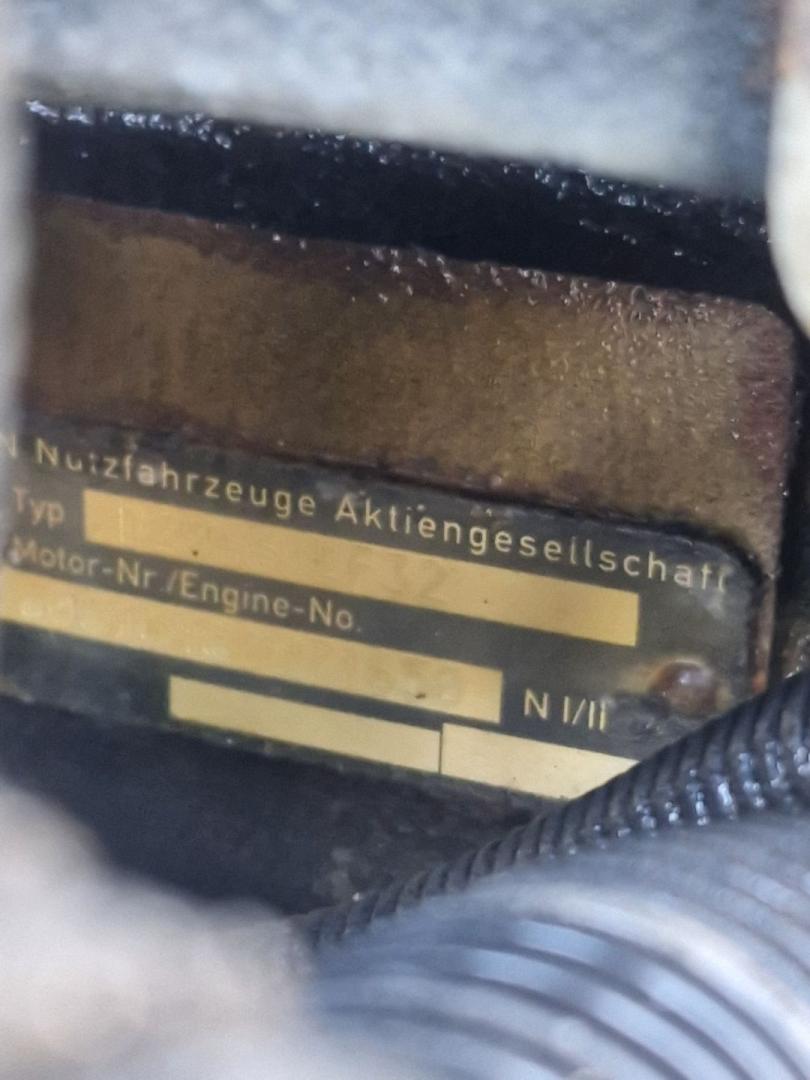 N Nutzfahrzeuge Aktiengesellschaft
Typ
Motor-Nr./Engine-No.
N I/II